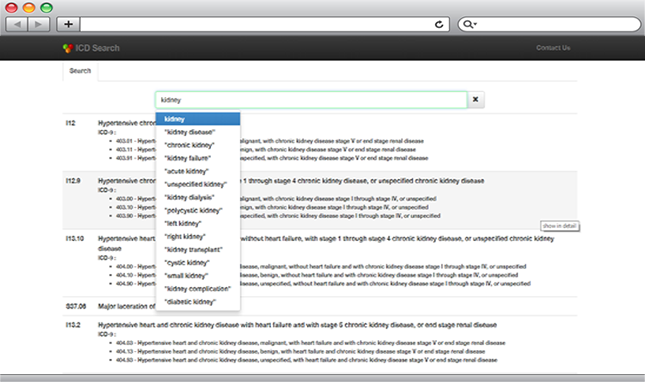 ICD Search
Contact Us
Search
kidney
kidney
"kidney disease"
"chronic kidney"
"kidney failure"
"acute kidney"
"unspecified kidney"
"kidney dialysis"
"polycystic kidney"
"left kidney"
"right kidney"
"kidney transplant"
"cystic kidney"
"small kidney"
"kidney complication"
"diabetic kidney"
I12 Hypertensive chro
ICD-9 :
403.01 - Hyperte malignant, with chronic kidney disease stage V or end stage renal disease
403.11 - Hyperte benign, with chronic kidney disease stage V or end stage renal disease
403.91 - Hyperte unspecified, with chronic kidney disease stage V or end stage renal disease
I12.9 Hypertensive chro 1 through stage 4 chronic kidney disease, or unspecified chronic kidney disease
ICD-9 :
403.00 - Hyperte malignant, with chronic kidney disease stage I through stage IV, or unspecified
403.10 - Hyperte benign, with chronic kidney disease stage I through stage IV, or unspecified
403.90 - Hyperte unspecified, with chronic kidney disease stage I through stage IV, or unspecified
show in detail
I13.10 Hypertensive heart without heart failure, with stage 1 through stage 4 chronic kidney disease, or unspecified chronic kidney
disease
ICD-9 :
404.00 - Hyperte disease, malignant, without heart failure and with chronic kidney disease stage I through stage IV, or unspecified
404.10 - Hyperte disease, benign, without heart failure and with chronic kidney disease stage I through stage IV, or unspecified
404.90 - Hyperte disease, unspecified, without heart failure and with chronic kidney disease stage I through stage IV, or unspecified
S37.06 Major laceration of
I13.2 Hypertensive heart and chronic kidney disease with heart failure and with stage 5 chronic kidney disease, or end stage renal disease
ICD-9 :
404.03 - Hypertensive heart and chronic kidney disease, malignant, with heart failure and with chronic kidney disease stage V or end stage renal disease
404.13 - Hypertensive heart and chronic kidney disease, benign, with heart failure and chronic kidney disease stage V or end stage renal disease
404.93 - Hypertensive heart and chronic kidney disease, unspecified, with heart failure and chronic kidney disease stage V or end stage renal disease